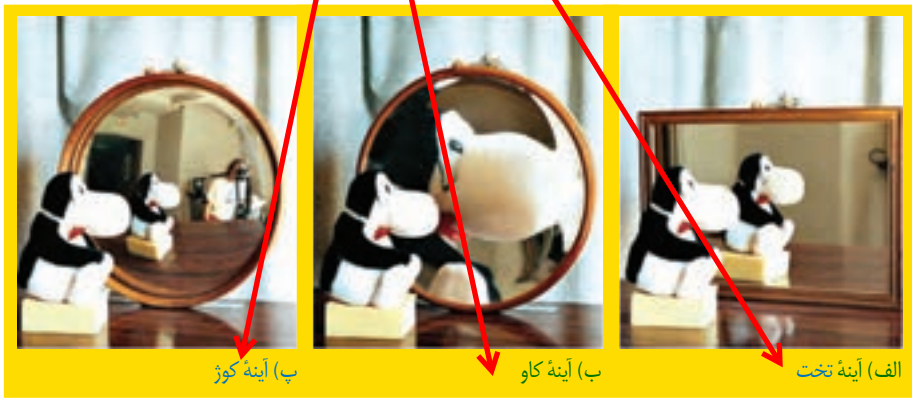 الف) آینهٔ تخت
ب) آینهٔ کاو
پ) آینهٔ کوژ